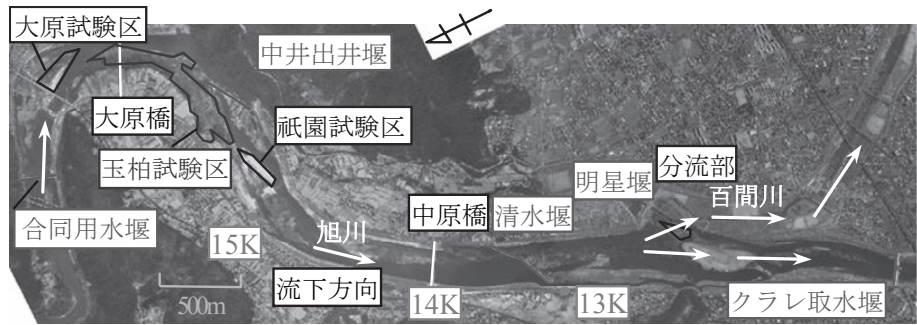 大原試験区
中井出井堰
大原橋
祇園試験区
玉柏試験区
分流部
明星堰
百間川
中原橋
清水堰
合同用水堰
旭川
15K
流下方向
500m
14K
13K
クラレ取水堰